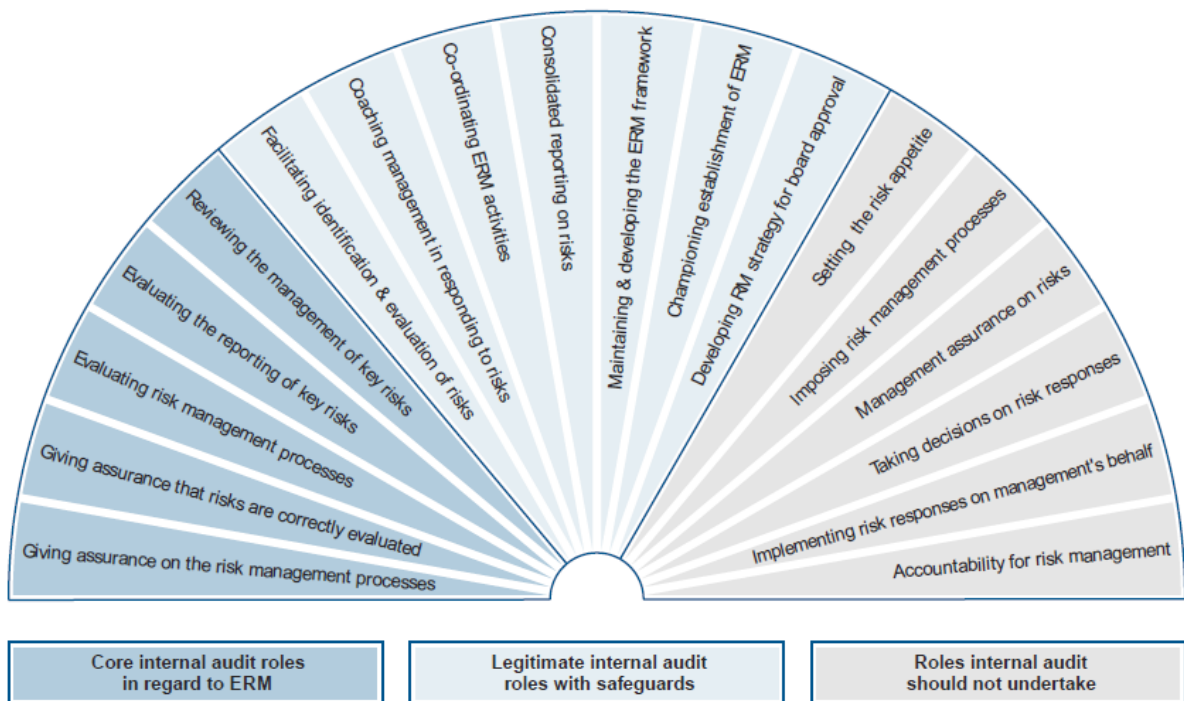 Giving assurance on the risk management processes
Giving assurance that risks are correctly evaluated
Evaluating risk management processes
Evaluating the reporting of key risks
Reviewing the management of key risks
Facilitating identification & evaluation of risks
Coaching management in responding to risks
Co-ordinating ERM activities
Consolidated reporting on risks
Maintaining & developing the ERM framework
Championing establishment of ERM
Developing RM strategy for board approval
Setting the risk appetite
Imposing risk management processes
Management assurance on risks
Taking decisions on risk responses
Implementing risk responses on management's behalf
Accountability for risk management
Core internal audit roles
in regard to ERM
Legitimate internal audit
roles with safeguards
Roles internal audit
should not undertake